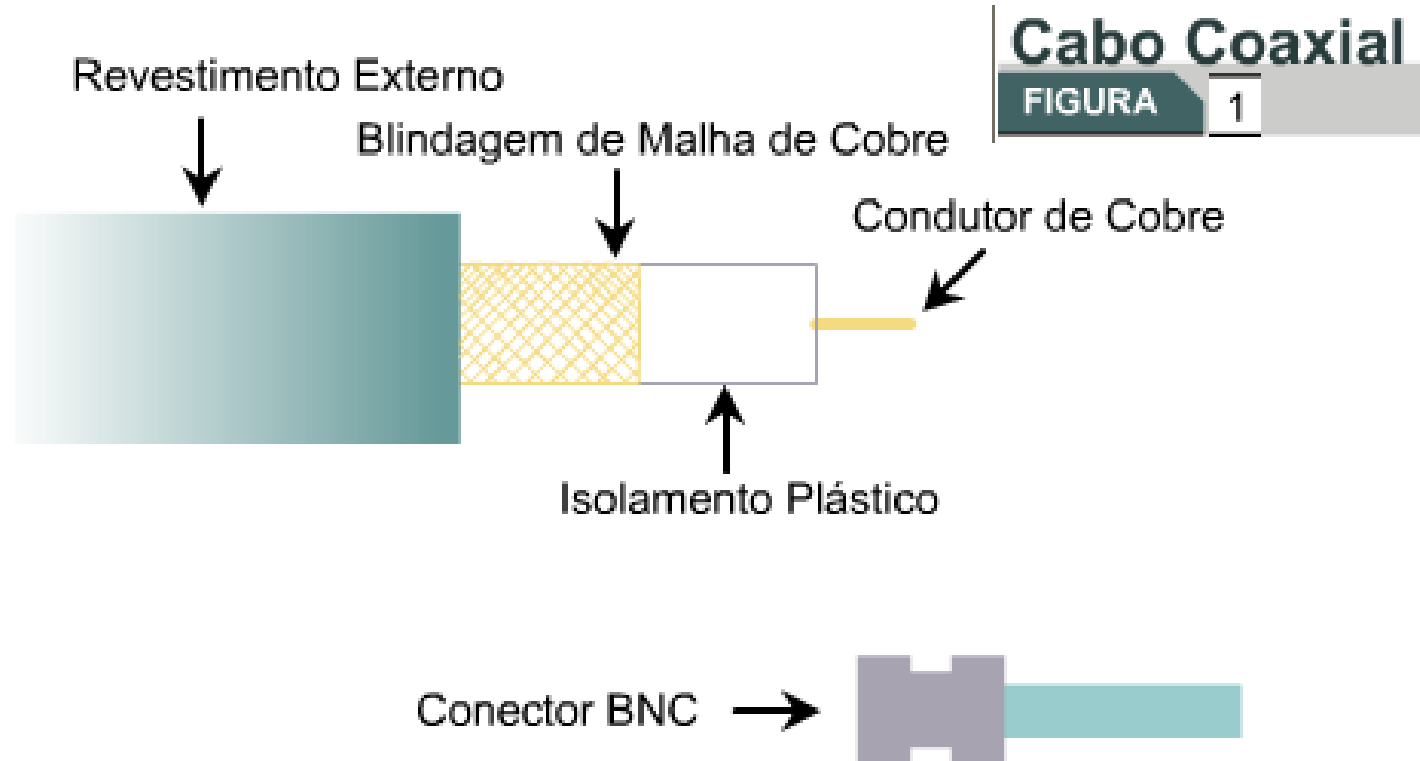 Cabo Coaxial
FIGURA 1
Revestimento Externo
Blindagem de Malha de Cobre
Condutor de Cobre
Isolamento Plástico
Conector BNC